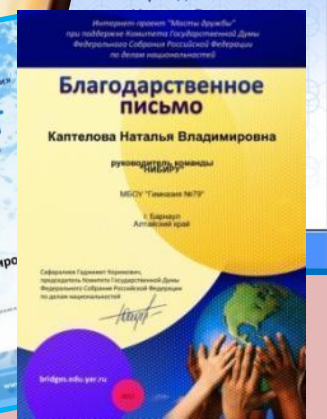 Интернет-проект "Мосты дружбы"
при поддержке Комитета Государственной Думы
Федерального Собрания Российской Федерации
по делам национальностей
Благодарственное
письмо
Каптелова Наталья Владимировна
руководитель команды
"НИБИРУ"
МБОУ "Гимназия №79"
г. Барнаул
Алтайский край
Сафаралиев Гаджимет Керимович,
председатель Комитета Государственной Думы
Федерального Собрания Российской Федерации
по делам национальностей
bridges.edu.yar.ru